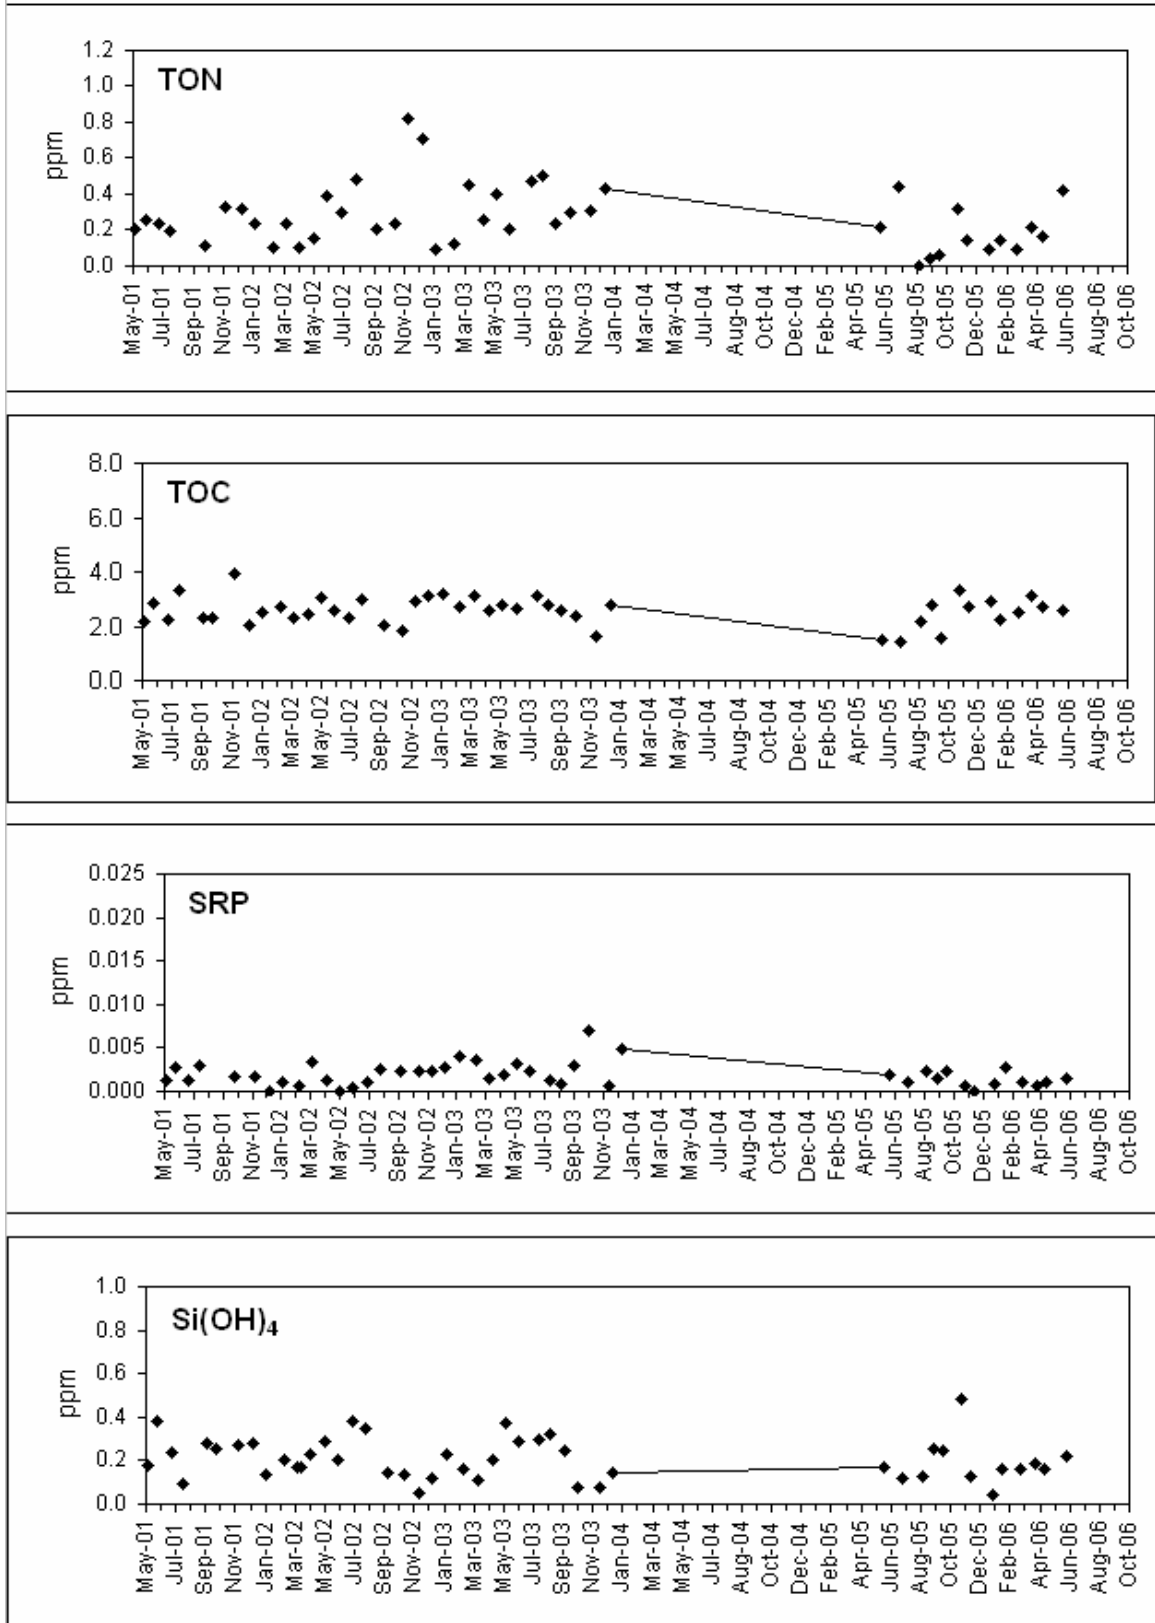 TON
ppm
1.2
1.0
0.8
0.6
0.4
0.2
0.0
May-01 Jul-01 Sep-01 Nov-01 Jan-02 Mar-02 May-02 Jul-02 Sep-02 Nov-02 Jan-03 Mar-03 May-03 Jul-03 Sep-03 Nov-03 Jan-04 Mar-04 May-04 Jul-04 Aug-04 Oct-04 Dec-04 Feb-05 Apr-05 Jun-05 Aug-05 Oct-05 Dec-05 Feb-06 Apr-06 Jun-06 Aug-06 Oct-06
TOC
ppm
8.0
6.0
4.0
2.0
0.0
May-01 Jul-01 Sep-01 Nov-01 Jan-02 Mar-02 May-02 Jul-02 Sep-02 Nov-02 Jan-03 Mar-03 May-03 Jul-03 Sep-03 Nov-03 Jan-04 Mar-04 May-04 Jul-04 Aug-04 Oct-04 Dec-04 Feb-05 Apr-05 Jun-05 Aug-05 Oct-05 Dec-05 Feb-06 Apr-06 Jun-06 Aug-06 Oct-06
SRP
ppm
0.025
0.020
0.015
0.010
0.005
0.000
May-01 Jul-01 Sep-01 Nov-01 Jan-02 Mar-02 May-02 Jul-02 Sep-02 Nov-02 Jan-03 Mar-03 May-03 Jul-03 Sep-03 Nov-03 Jan-04 Mar-04 May-04 Jul-04 Aug-04 Oct-04 Dec-04 Feb-05 Apr-05 Jun-05 Aug-05 Oct-05 Dec-05 Feb-06 Apr-06 Jun-06 Aug-06 Oct-06
Si(OH)₄
ppm
1.0
0.8
0.6
0.4
0.2
0.0
May-01 Jul-01 Sep-01 Nov-01 Jan-02 Mar-02 May-02 Jul-02 Sep-02 Nov-02 Jan-03 Mar-03 May-03 Jul-03 Sep-03 Nov-03 Jan-04 Mar-04 May-04 Jul-04 Aug-04 Oct-04 Dec-04 Feb-05 Apr-05 Jun-05 Aug-05 Oct-05 Dec-05 Feb-06 Apr-06 Jun-06 Aug-06 Oct-06